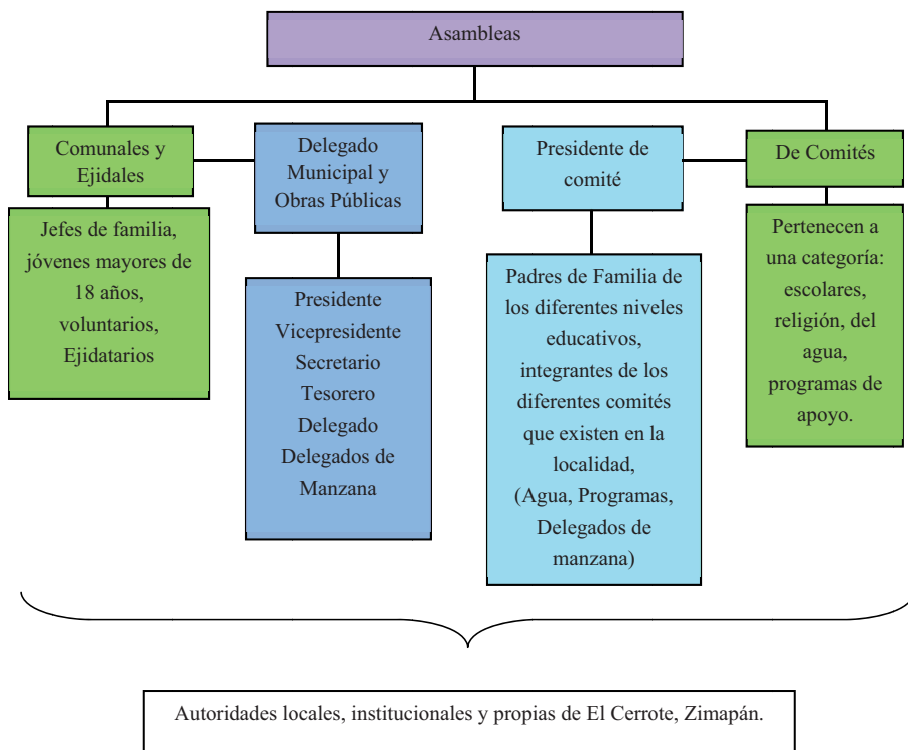 Asambleas
Comunales y
Ejidales
Delegado
Municipal y
Obras Públicas
Presidente de
comité
De Comités
Jefes de familia,
jóvenes mayores de
18 años,
voluntarios,
Ejidatarios
Presidente
Vicepresidente
Secretario
Tesorero
Delegado
Delegados de
Manzana
Padres de Familia de
los diferentes niveles
educativos,
integrantes de los
diferentes comités
que existen en la
localidad,
(Agua, Programas,
Delegados de
manzana)
Pertenecen a
una categoría:
escolares,
religión, del
agua,
programas de
apoyo.
Autoridades locales, institucionales y propias de El Cerrote, Zimapán.